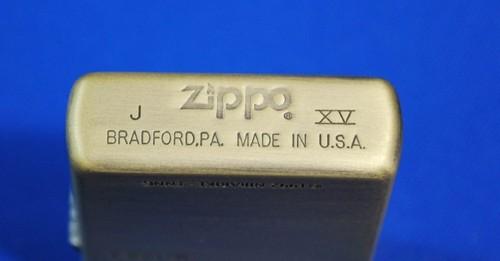 J Zippo® XV
BRADFORD,PA. MADE IN U.S.A.